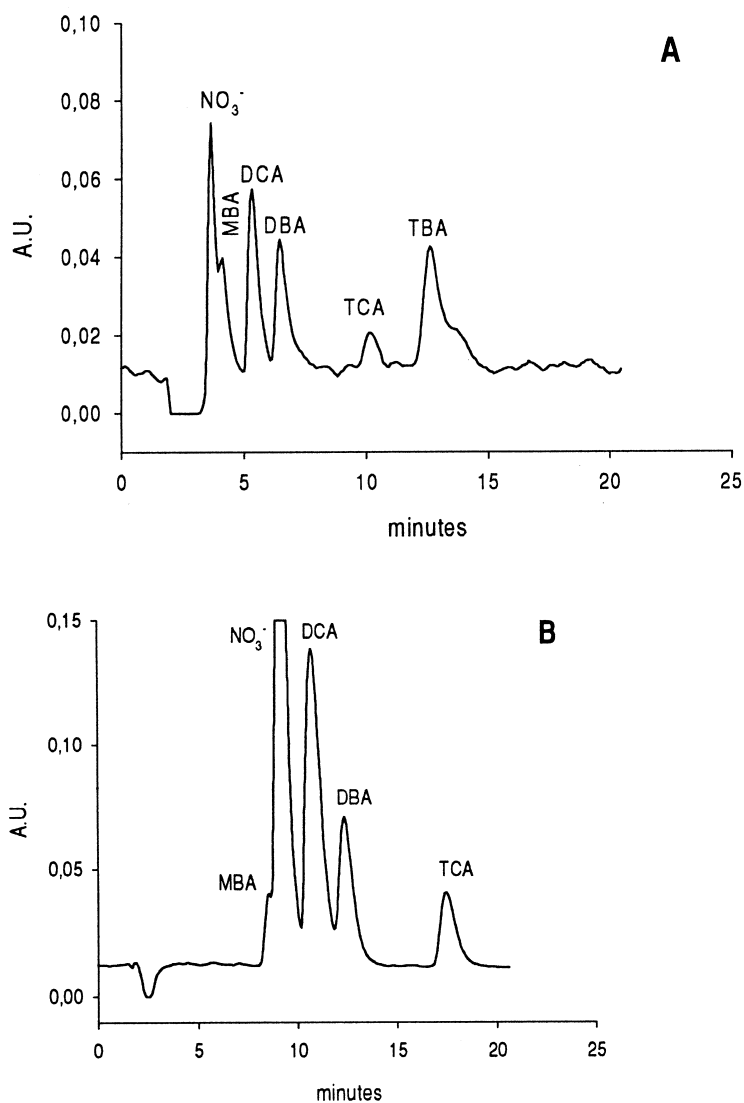 0,10
A
NO3-
0,08
DCA
0,06
MBA
DBA
TBA
A.U.
0,04
TCA
0,02
0,00
0 5 10 15 20 25
minutes
0,15
NO3- DCA
B
0,10
DBA
A.U.
0,05
MBA
TCA
0,00
0 5 10 15 20 25
minutes